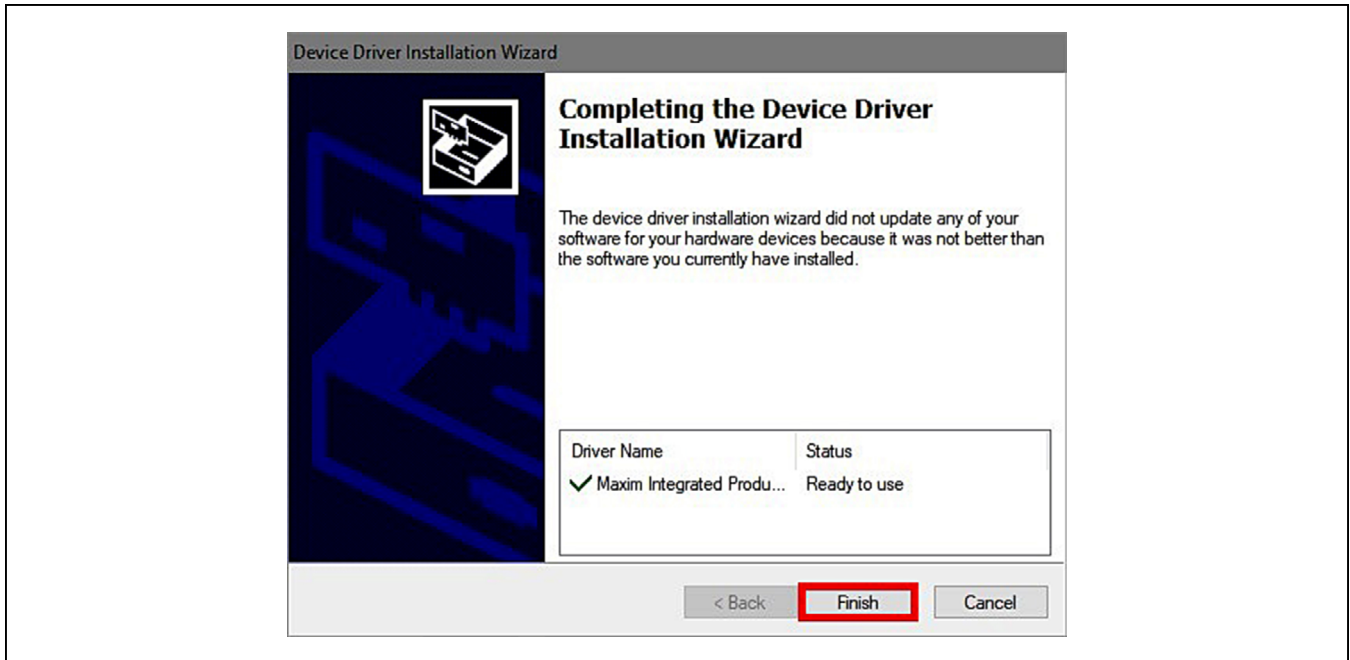 Device Driver Installation Wizard
Completing the Device Driver
Installation Wizard
The device driver installation wizard did not update any of your
software for your hardware devices because it was not better than
the software you currently have installed.
Driver Name Status
Maxim Integrated Produ... Ready to use
< Back Finish Cancel